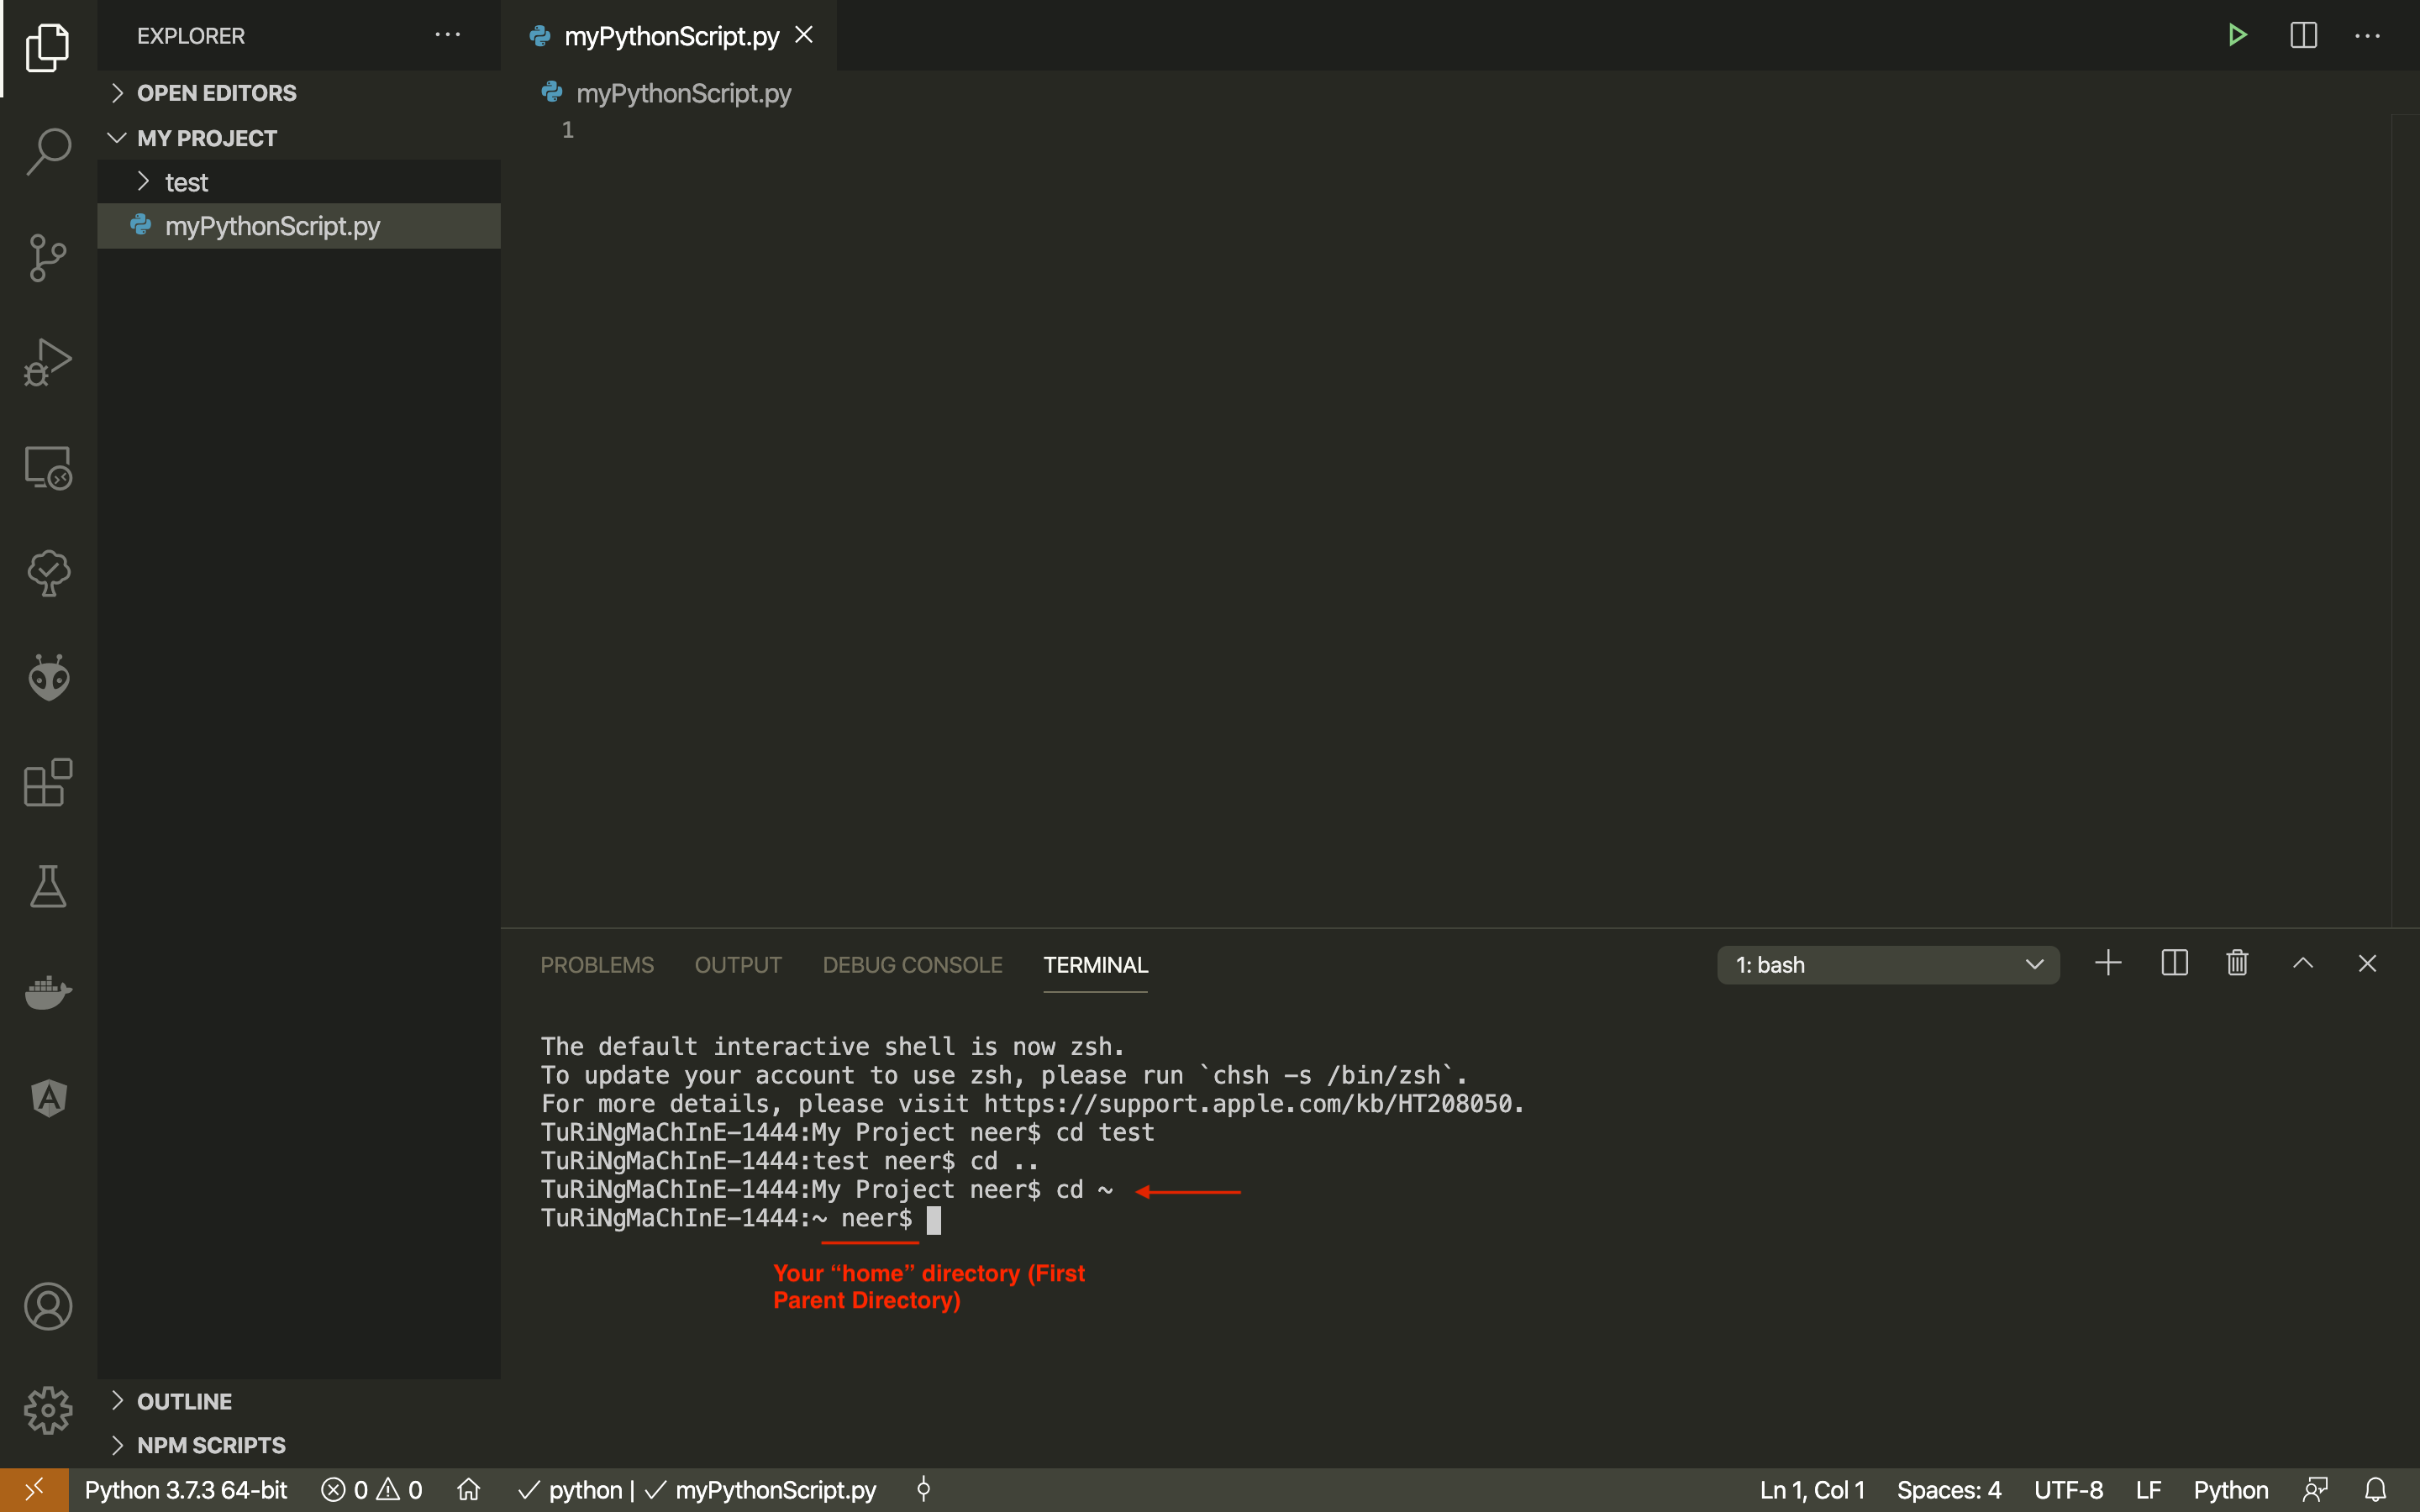 EXPLORER
OPEN EDITORS
MY PROJECT
test
myPythonScript.py
OUTLINE
NPM SCRIPTS
myPythonScript.py
myPythonScript.py
1
PROBLEMS OUTPUT DEBUG CONSOLE TERMINAL 1: bash
The default interactive shell is now zsh.
To update your account to use zsh, please run `chsh -s /bin/zsh`.
For more details, please visit https://support.apple.com/kb/HT208050.
TuRiNgMaChInE-1444:My Project neer$ cd test
TuRiNgMaChInE-1444:test neer$ cd ..
TuRiNgMaChInE-1444:My Project neer$ cd ~
TuRiNgMaChInE-1444:~ neer$
Your “home” directory (First
Parent Directory)
Python 3.7.3 64-bit 0 0 python | myPythonScript.py Ln 1, Col 1 Spaces: 4 UTF-8 LF Python